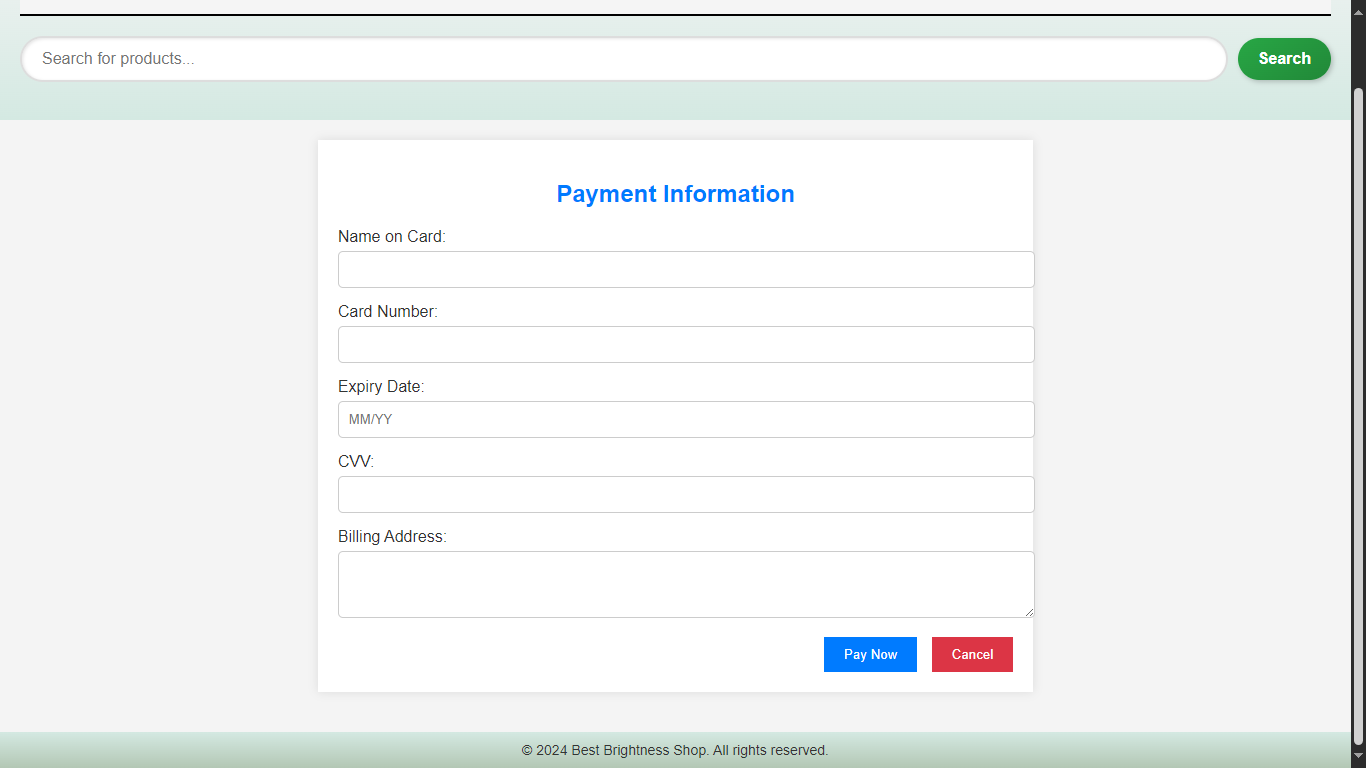 Search for products...
Search
Payment Information
Name on Card:
Card Number:
Expiry Date:
MM/YY
CVV:
Billing Address:
Pay Now
Cancel
© 2024 Best Brightness Shop. All rights reserved.